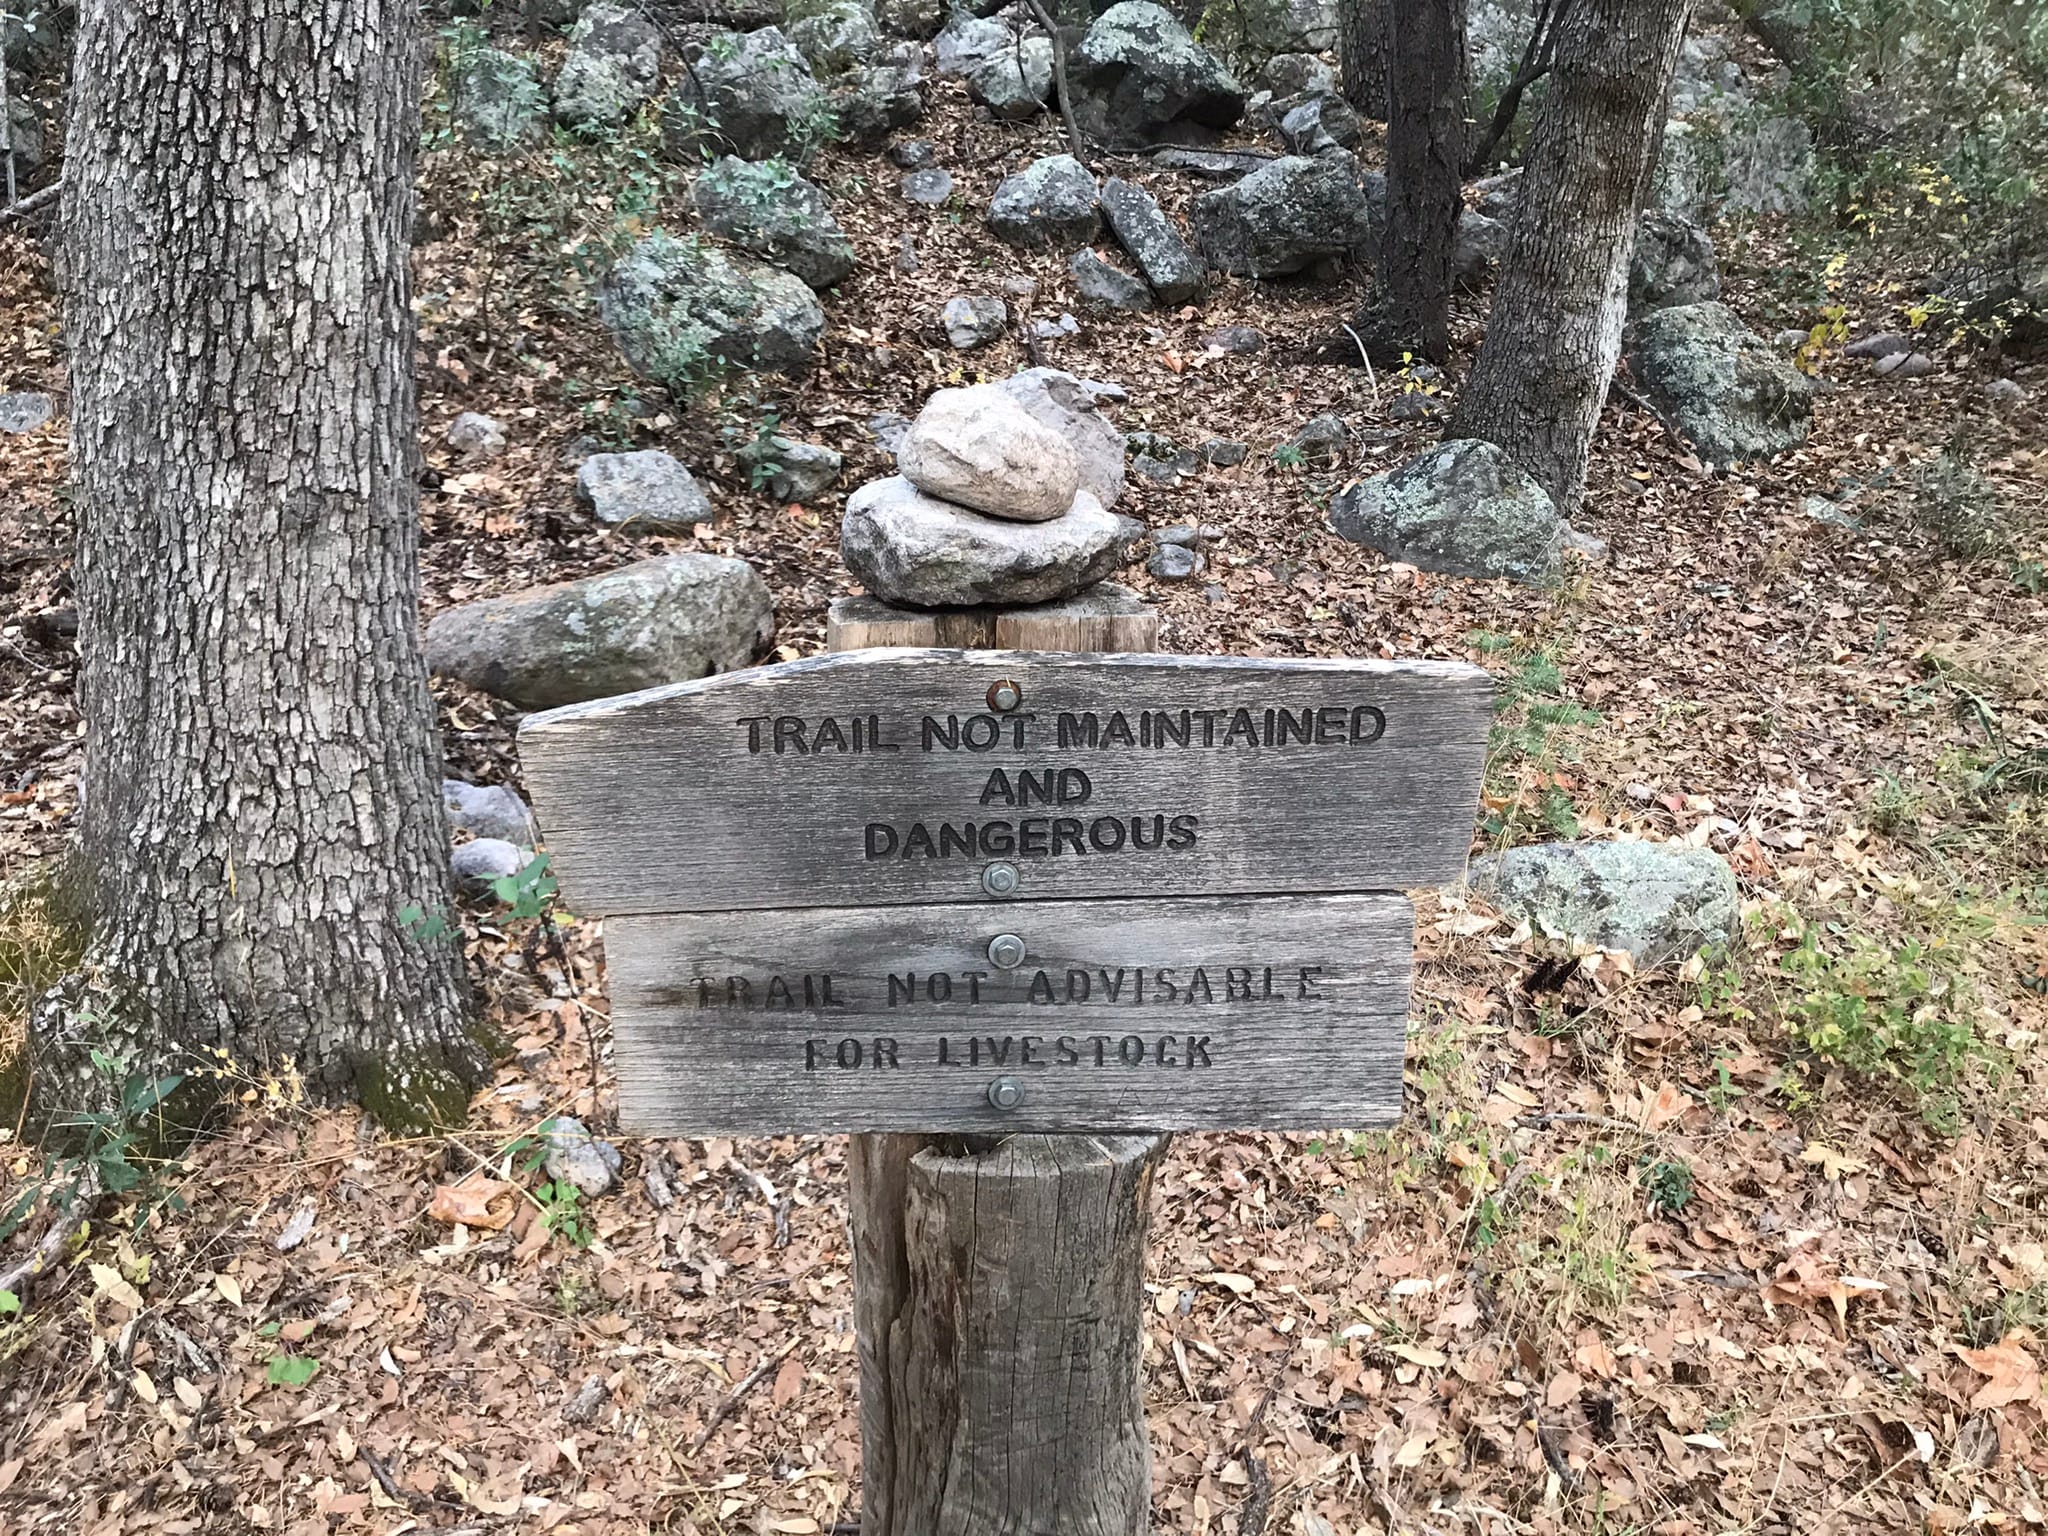 TRAIL NOT MAINTAINED
AND
DANGEROUS
TRAIL NOT ADVISABLE
FOR LIVESTOCK